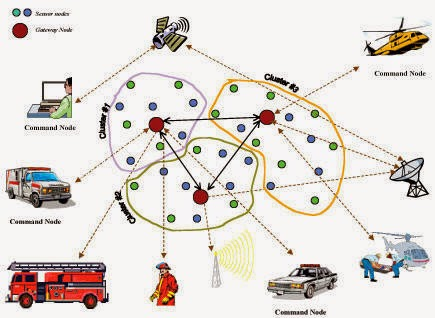 Sensor nodes
Gateway Node
Cluster #3
Command Node
Cluster #1
Command Node
Command Node
Cluster #2
Command Node